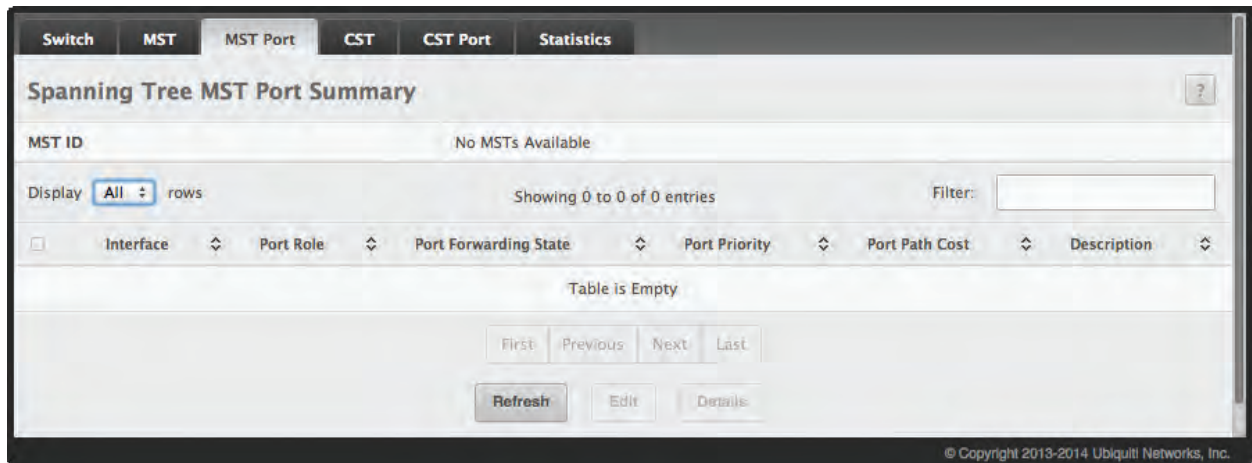 Switch MST MST Port CST CST Port Statistics
Spanning Tree MST Port Summary ?
MST ID No MSTs Available
Display All rows Showing 0 to 0 of 0 entries Filter:
Interface Port Role Port Forwarding State Port Priority Port Path Cost Description
Table is Empty
First Previous Next Last
Refresh Edit Details
© Copyright 2013-2014 Ubiquiti Networks, Inc.